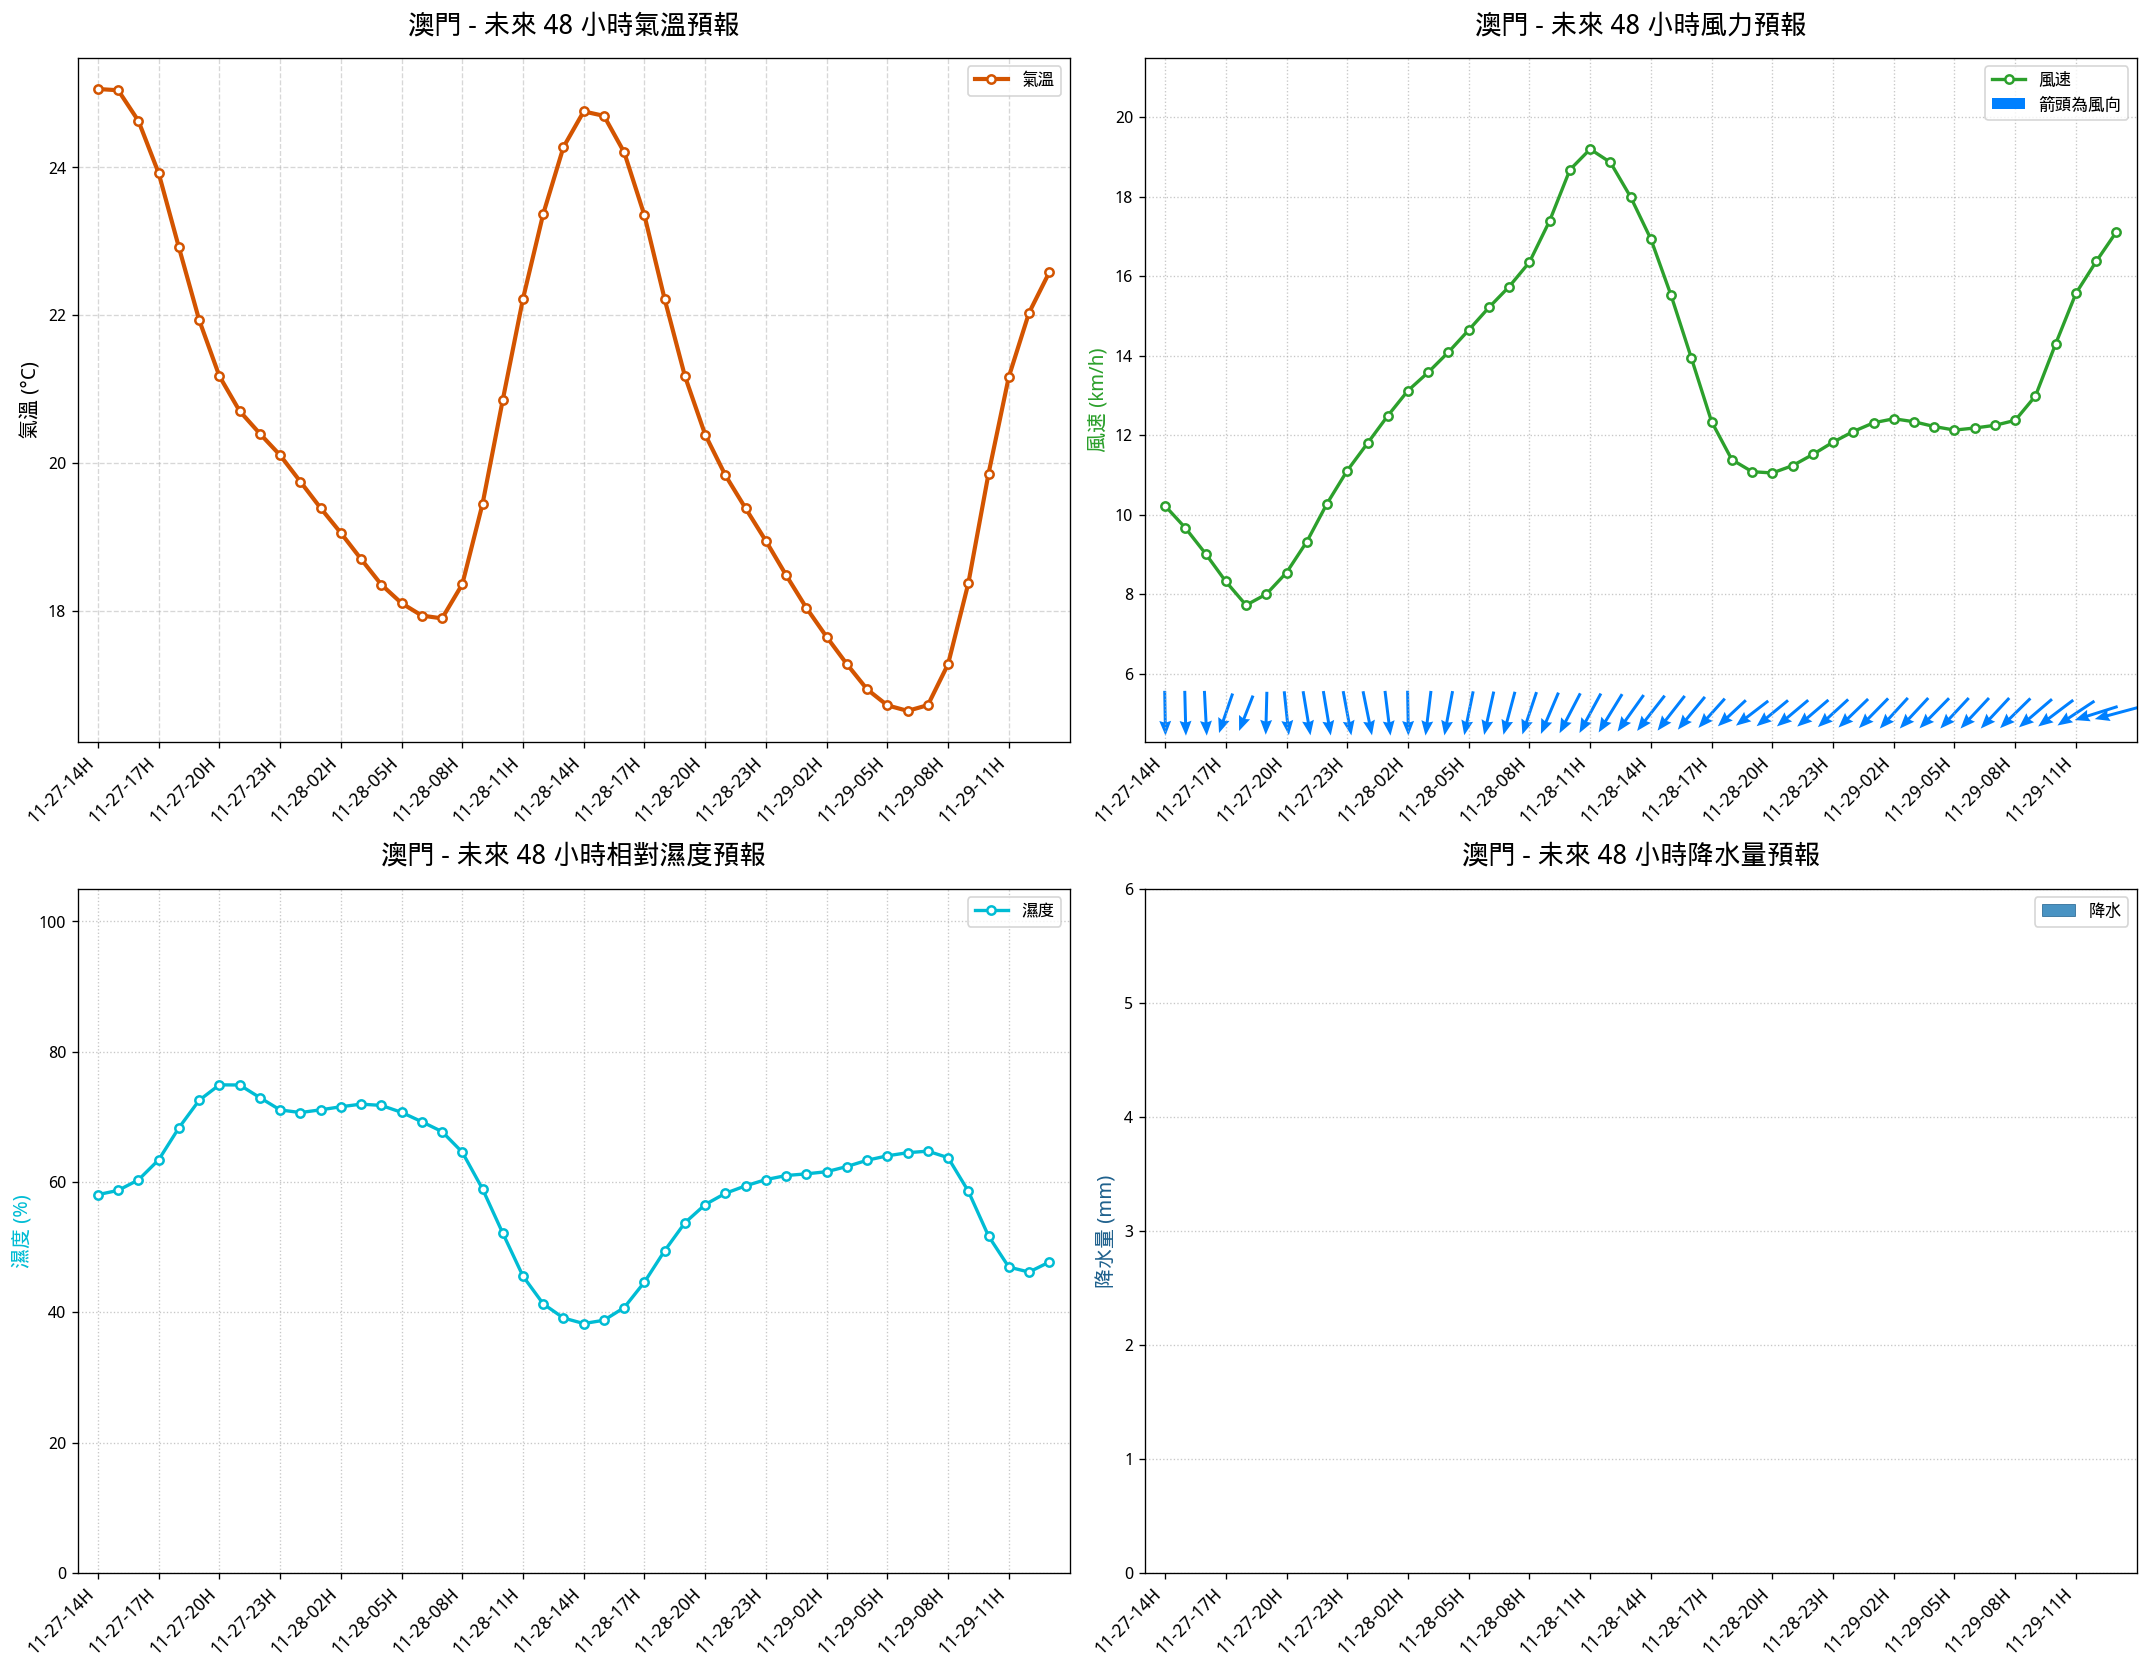 澳門 - 未來 48 小時氣溫預報
氣溫
氣溫 (°C)
24
22
20
18
11-27-14H
11-27-17H
11-27-20H
11-27-23H
11-28-02H
11-28-05H
11-28-08H
11-28-11H
11-28-14H
11-28-17H
11-28-20H
11-28-23H
11-29-02H
11-29-05H
11-29-08H
11-29-11H
澳門 - 未來 48 小時風力預報
風速
箭頭為風向
風速 (km/h)
20
18
16
14
12
10
8
6
11-27-14H
11-27-17H
11-27-20H
11-27-23H
11-28-02H
11-28-05H
11-28-08H
11-28-11H
11-28-14H
11-28-17H
11-28-20H
11-28-23H
11-29-02H
11-29-05H
11-29-08H
11-29-11H
澳門 - 未來 48 小時相對濕度預報
濕度
濕度 (%)
100
80
60
40
20
0
11-27-14H
11-27-17H
11-27-20H
11-27-23H
11-28-02H
11-28-05H
11-28-08H
11-28-11H
11-28-14H
11-28-17H
11-28-20H
11-28-23H
11-29-02H
11-29-05H
11-29-08H
11-29-11H
澳門 - 未來 48 小時降水量預報
降水
降水量 (mm)
6
5
4
3
2
1
0
11-27-14H
11-27-17H
11-27-20H
11-27-23H
11-28-02H
11-28-05H
11-28-08H
11-28-11H
11-28-14H
11-28-17H
11-28-20H
11-28-23H
11-29-02H
11-29-05H
11-29-08H
11-29-11H